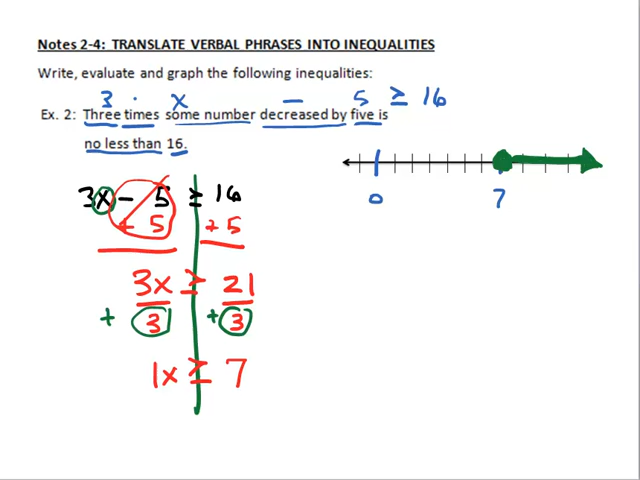 Notes 2-4: TRANSLATE VERBAL PHRASES INTO INEQUALITIES
Write, evaluate and graph the following inequalities:
3 · x − 5 ≥ 16
Ex. 2: Three times some number decreased by five is
no less than 16.
0 7
3x − 5 ≥ 16
+ 5 + 5
3x ≥ 21
+ 3 + 3
1x ≥ 7